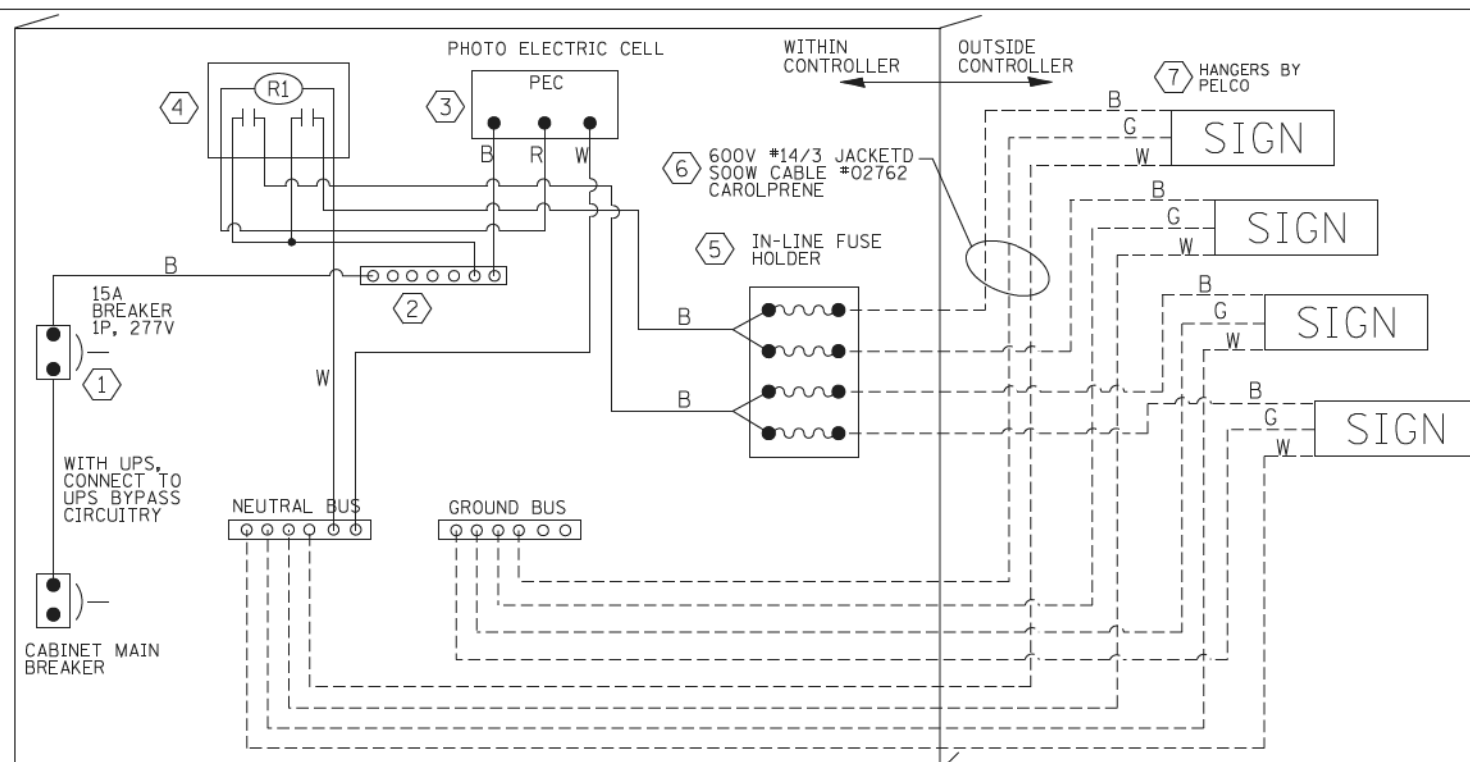 PHOTO ELECTRIC CELL
WITHIN
CONTROLLER
OUTSIDE
CONTROLLER
7
HANGERS BY
PELCO
R1
4
3
PEC
B
R
W
6
600V #14/3 JACKETD
SOOW CABLE #02762
CAROLPRENE
B
G
W
SIGN
B
G
W
SIGN
5
IN-LINE FUSE
HOLDER
B
15A
BREAKER
1P, 277V
2
1
W
B
B
B
G
W
SIGN
B
G
W
SIGN
WITH UPS,
CONNECT TO
UPS BYPASS
CIRCUITRY
NEUTRAL BUS
GROUND BUS
CABINET MAIN
BREAKER